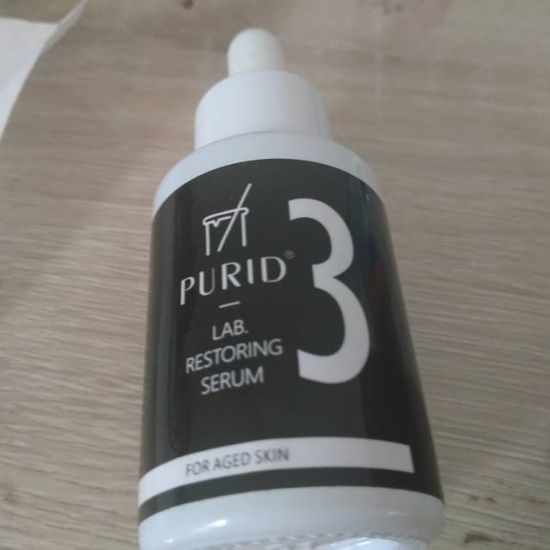 PURID®
3
LAB.
RESTORING
SERUM
FOR AGED SKIN